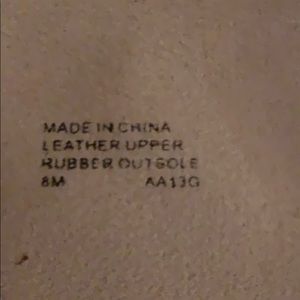 MADE IN CHINA
LEATHER UPPER
RUBBER OUTSOLE
8M AA13G